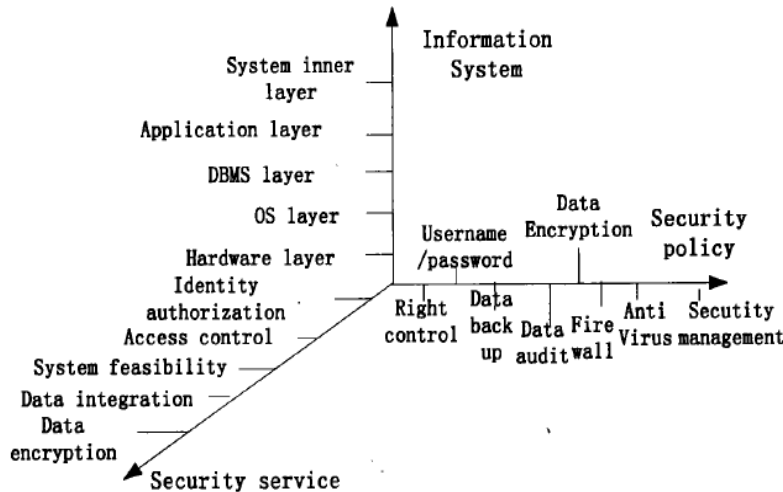 Information
System
System inner
layer
Application layer
DBMS layer
OS layer
Hardware layer
Username
/password
Data
Encryption
Security
policy
Right
control
Data
back
up
Data
audit
Fire
wall
Anti
Virus
Secutity
management
Identity
authorization
Access control
System feasibility
Data integration
Data
encryption
Security service